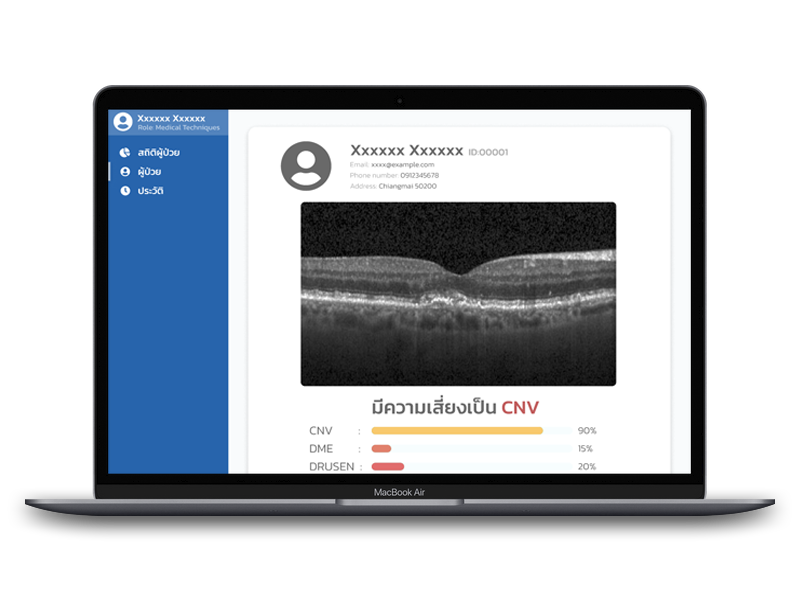 Xxxxxx Xxxxxx
Role: Medical Techniques
สถิติผู้ป่วย
ผู้ป่วย
ประวัติ
Xxxxxx Xxxxxx ID:00001
Email: xxxx@example.com
Phone number: 0912345678
Address: Chiangmai 50200
มีความเสี่ยงเป็น CNV
CNV : 90%
DME : 15%
DRUSEN : 20%
MacBook Air